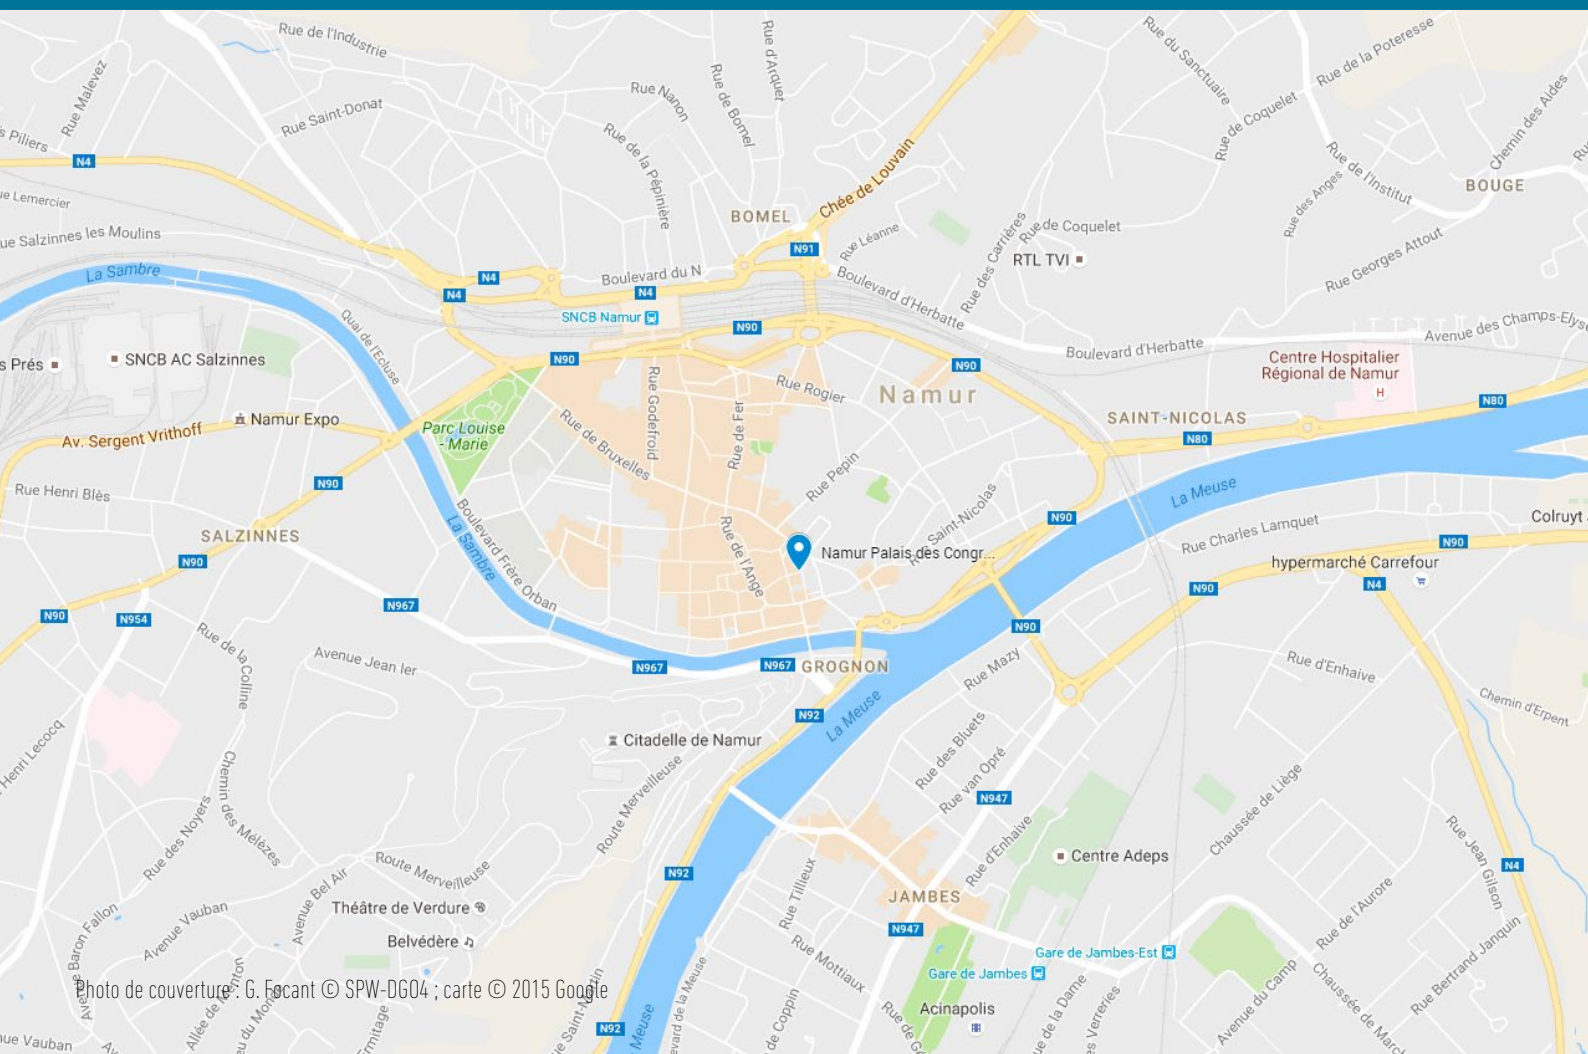 Rue de l'Industrie
Rue Malevez
Rue Saint-Donat
Rue Nanon
Rue de Bomel
Rue d'Arquet
Rue de la Pépinière
Rue du Sanctuaire
Rue de la Poteresse
Rue de Coquelet
Chemin des Aides
Rue de l'Institut
Rue des Anges
BOUGE
Piliers
N4
Lemercier
Salzinnes les Moulins
La Sambre
BOMEL
Chée de Louvain
N91
Rue Léanne
Rue de Coquelet
Rue des Carrières
RTL TVI
Rue Georges Attout
N4
N4
Boulevard du N
N4
Boulevard d'Herbatte
SNCB Namur
N90
Boulevard d'Herbatte
Avenue des Champs-Elysé
Quai de l'Ecluse
s Prés
SNCB AC Salzinnes
N90
N90
Centre Hospitalier
Régional de Namur
H
Rue Godefroid
Rue de Fer
Rue Rogier
Namur
N80
Namur Expo
Av. Sergent Vrithoff
Parc Louise
- Marie
Rue de Bruxelles
SAINT-NICOLAS
N80
Rue Henri Blès
N90
Rue Pepin
La Meuse
Boulevard Frère Orban
La Sambre
Rue de l'Ange
Rue Saint-Nicolas
N90
Rue Charles Lamquet
Colruyt
SALZINNES
N90
Namur Palais des Congr...
N90
hypermarché Carrefour
N4
N90
N90
N954
N967
N90
Rue de la Colline
Avenue Jean Ier
N967
N967
GROGNON
Rue Mazy
Rue d'Enhaive
Chemin d'Erpent
Henri Lecocq
N92
La Meuse
Citadelle de Namur
Rue des Bluets
Rue van Opré
N947
Chemin des Mélèzes
Rue des Noyers
Route Merveilleuse
Chaussée de Liège
Rue Jean Gilson
Route Merveilleuse
N92
Rue d'Enhaive
Centre Adeps
N4
Avenue Bel Air
Théâtre de Verdure
Rue Tillieux
JAMBES
Rue de l'Aurore
Avenue Baron Fallon
Avenue Vauban
Belvédère
N947
Rue Mottiaux
Gare de Jambes-Est
Gare de Jambes
Rue Bertrand Janquin
Photo de couverture : G. Focant © SPW-DGO4 ; carte © 2015 Google
Acinapolis
Avenue du Camp
Chaussée de March
N92
Meuse
de Coppin
Rue de G
Vauban